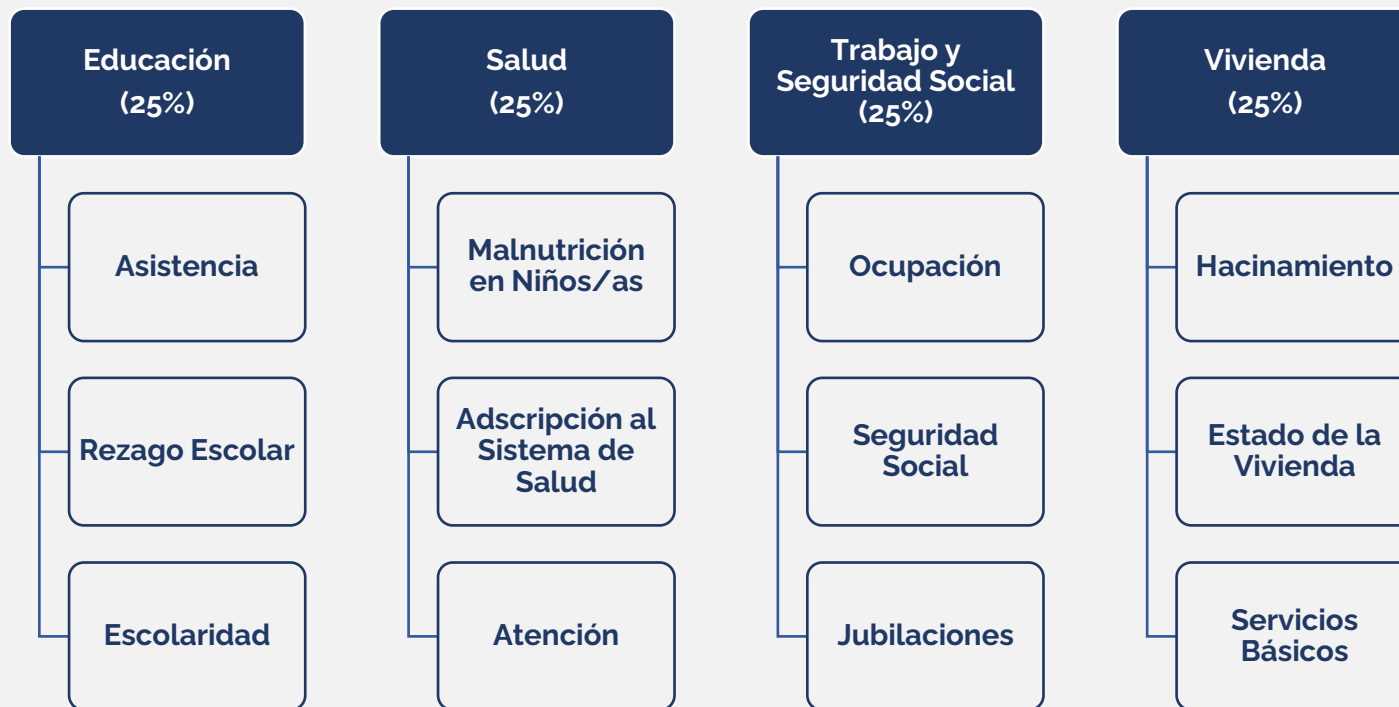 Educación
(25%)
Asistencia
Rezago Escolar
Escolaridad
Salud
(25%)
Malnutrición
en Niños/as
Adscripción al
Sistema de
Salud
Atención
Trabajo y
Seguridad Social
(25%)
Ocupación
Seguridad
Social
Jubilaciones
Vivienda
(25%)
Hacinamiento
Estado de la
Vivienda
Servicios
Básicos